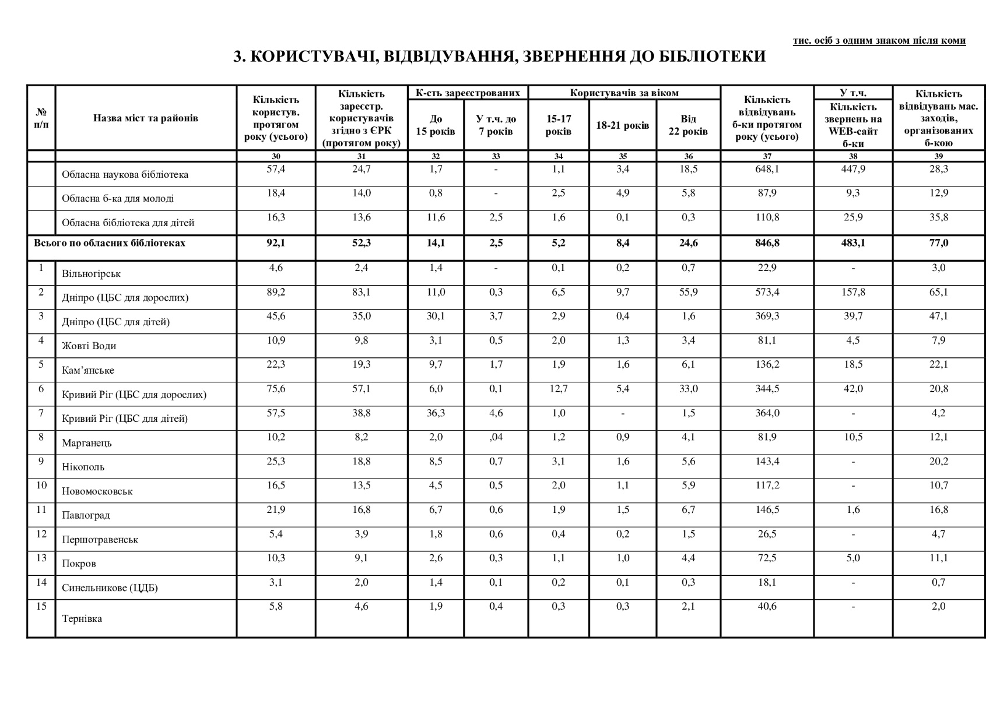 тис. осіб з одним знаком після коми
3. КОРИСТУВАЧІ, ВІДВІДУВАННЯ, ЗВЕРНЕННЯ ДО БІБЛІОТЕКИ
№ п/п | Назва міст та районів | Кількість користув. протягом року (усього) | Кількість зареєстр. користувачів згідно з ЄРК (протягом року) | К-сть зареєстрованих | Користувачів за віком | Кількість відвідувань б-ки протягом року (усього) | У т.ч. | Кількість відвідувань мас. заходів, організованих б-кою
До 15 років | У т.ч. до 7 років | 15-17 років | 18-21 років | Від 22 років | Кількість звернень на WEB-сайт б-ки
30 31 32 33 34 35 36 37 38 39
Обласна наукова бібліотека 57,4 24,7 1,7 - 1,1 3,4 18,5 648,1 447,9 28,3
Обласна б-ка для молоді 18,4 14,0 0,8 - 2,5 4,9 5,8 87,9 9,3 12,9
Обласна бібліотека для дітей 16,3 13,6 11,6 2,5 1,6 0,1 0,3 110,8 25,9 35,8
Всього по обласних бібліотеках 92,1 52,3 14,1 2,5 5,2 8,4 24,6 846,8 483,1 77,0
1 Вільногірськ 4,6 2,4 1,4 - 0,1 0,2 0,7 22,9 - 3,0
2 Дніпро (ЦБС для дорослих) 89,2 83,1 11,0 0,3 6,5 9,7 55,9 573,4 157,8 65,1
3 Дніпро (ЦБС для дітей) 45,6 35,0 30,1 3,7 2,9 0,4 1,6 369,3 39,7 47,1
4 Жовті Води 10,9 9,8 3,1 0,5 2,0 1,3 3,4 81,1 4,5 7,9
5 Кам’янське 22,3 19,3 9,7 1,7 1,9 1,6 6,1 136,2 18,5 22,1
6 Кривий Ріг (ЦБС для дорослих) 75,6 57,1 6,0 0,1 12,7 5,4 33,0 344,5 42,0 20,8
7 Кривий Ріг (ЦБС для дітей) 57,5 38,8 36,3 4,6 1,0 - 1,5 364,0 - 4,2
8 Марганець 10,2 8,2 2,0 ,04 1,2 0,9 4,1 81,9 10,5 12,1
9 Нікополь 25,3 18,8 8,5 0,7 3,1 1,6 5,6 143,4 - 20,2
10 Новомосковськ 16,5 13,5 4,5 0,5 2,0 1,1 5,9 117,2 - 10,7
11 Павлоград 21,9 16,8 6,7 0,6 1,9 1,5 6,7 146,5 1,6 16,8
12 Першотравенськ 5,4 3,9 1,8 0,6 0,4 0,2 1,5 26,5 - 4,7
13 Покров 10,3 9,1 2,6 0,3 1,1 1,0 4,4 72,5 5,0 11,1
14 Синельникове (ЦДБ) 3,1 2,0 1,4 0,1 0,2 0,1 0,3 18,1 - 0,7
15 Тернівка 5,8 4,6 1,9 0,4 0,3 0,3 2,1 40,6 - 2,0